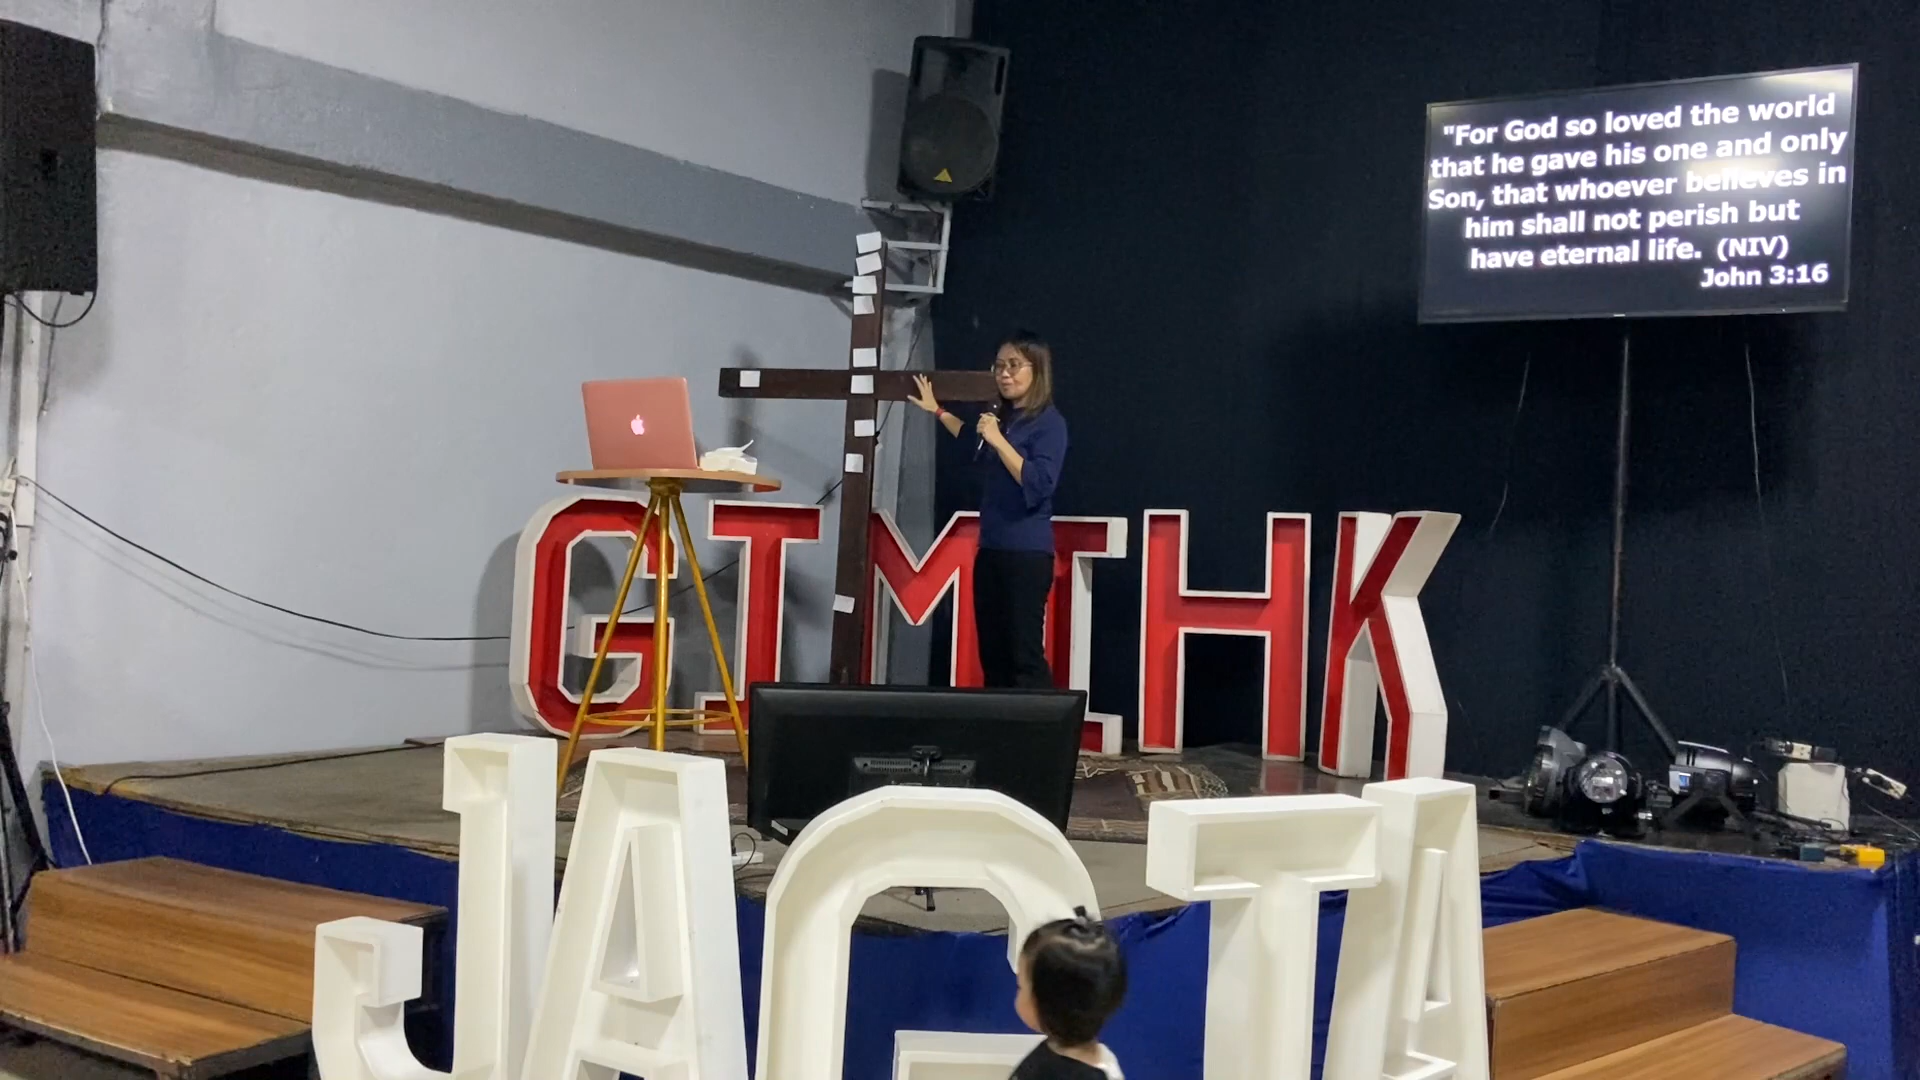 "For God so loved the world
that he gave his one and only
Son, that whoever believes in
him shall not perish but
have eternal life. (NIV)
John 3:16
GIMIHK
JAGTA